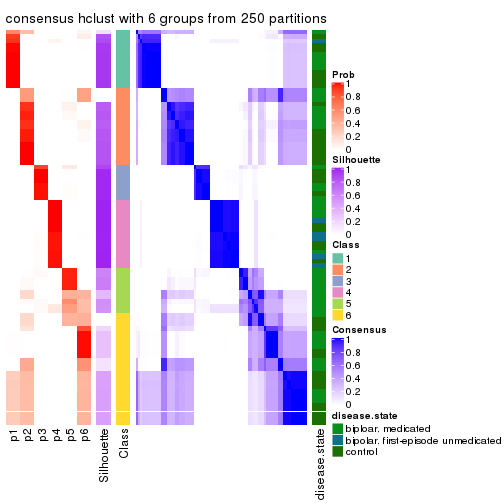 consensus hclust with 6 groups from 250 partitions
Prob
1
0.8
0.6
0.4
0.2
0
Silhouette
1
0.8
0.6
0.4
0.2
0
Class
1
2
3
4
5
6
Consensus
1
0.8
0.6
0.4
0.2
0
disease.state
biploar. medicated
bipolar. first-episode unmedicated
control
p1
p2
p3
p4
p5
p6
Silhouette
Class
disease.state